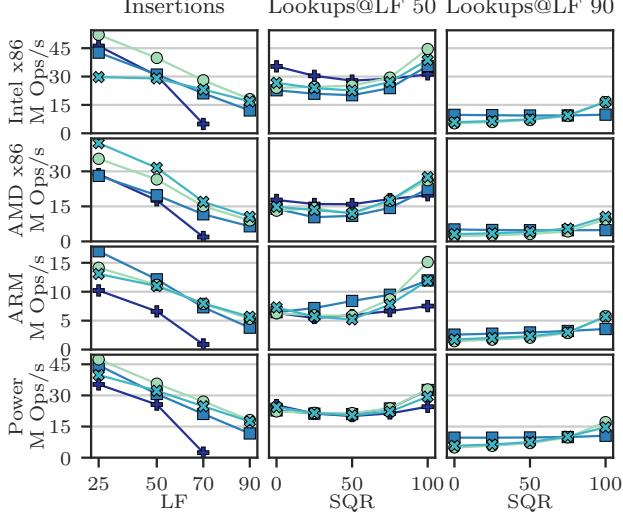 Insertions Lookups@LF 50 Lookups@LF 90
Intel x86
M Ops/s
45
30
15
0
AMD x86
M Ops/s
30
15
0
ARM
M Ops/s
15
10
5
0
Power
M Ops/s
45
30
15
0
25 50 70 90 0 50 100 0 50 100
LF SQR SQR